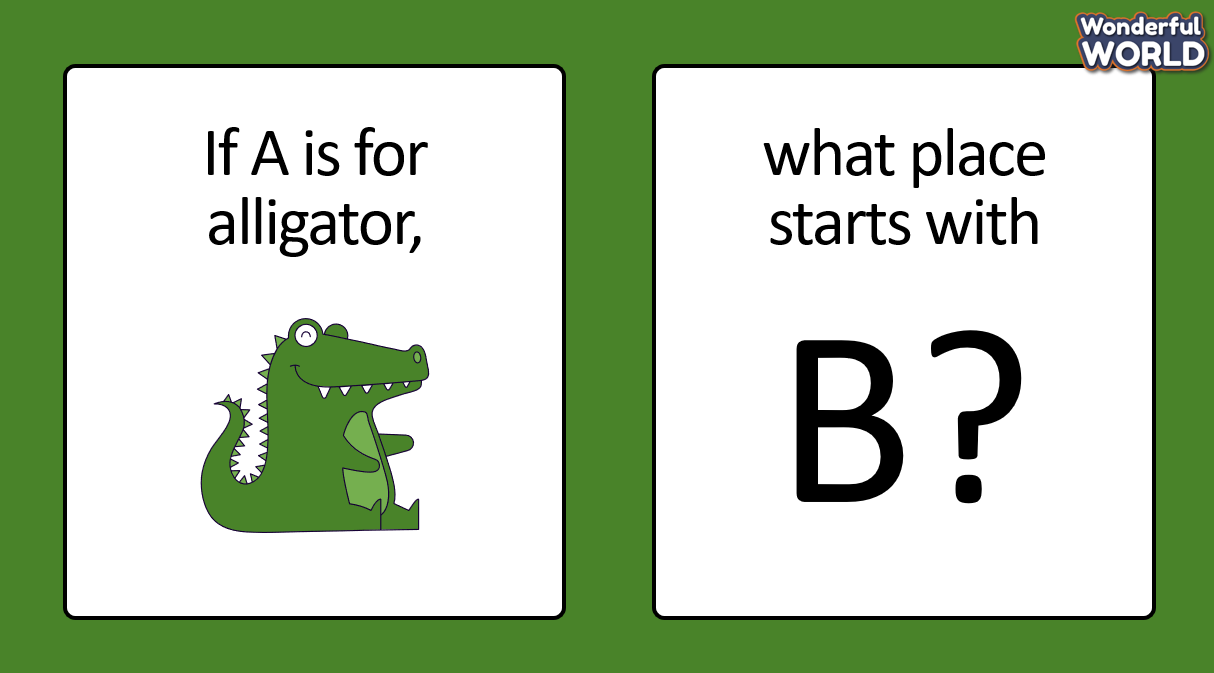 Wonderful
WORLD
If A is for
alligator,
what place
starts with
B?